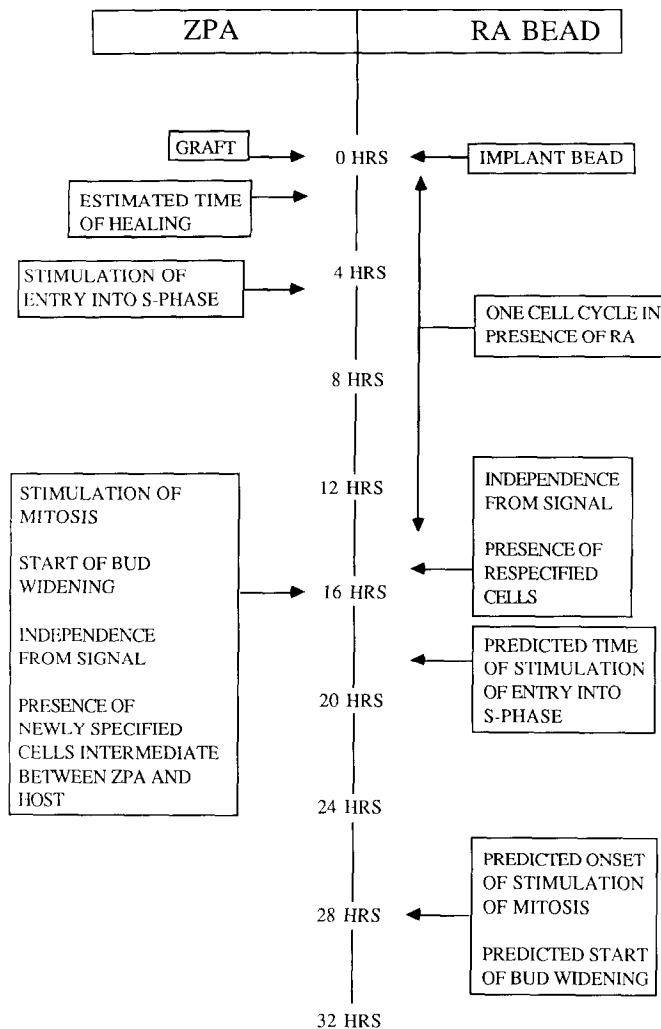 ZPA
RA BEAD
GRAFT
0 HRS
IMPLANT BEAD
ESTIMATED TIME
OF HEALING
STIMULATION OF
ENTRY INTO S-PHASE
4 HRS
ONE CELL CYCLE IN
PRESENCE OF RA
8 HRS
12 HRS
STIMULATION OF
MITOSIS
START OF BUD
WIDENING
INDEPENDENCE
FROM SIGNAL
PRESENCE OF
NEWLY SPECIFIED
CELLS INTERMEDIATE
BETWEEN ZPA AND
HOST
INDEPENDENCE
FROM SIGNAL
PRESENCE OF
RESPECIFIED
CELLS
16 HRS
PREDICTED TIME
OF STIMULATION
OF ENTRY INTO
S-PHASE
20 HRS
24 HRS
PREDICTED ONSET
OF STIMULATION
OF MITOSIS
PREDICTED START
OF BUD WIDENING
28 HRS
32 HRS